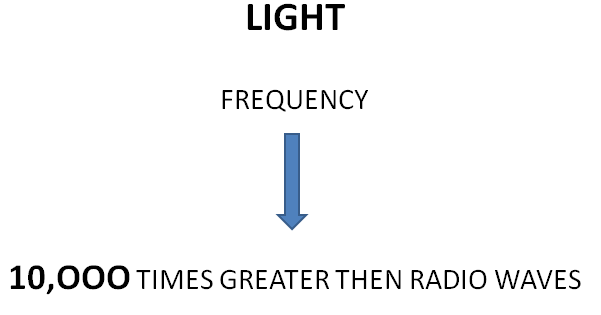 LIGHT
FREQUENCY
10,OOO TIMES GREATER THEN RADIO WAVES